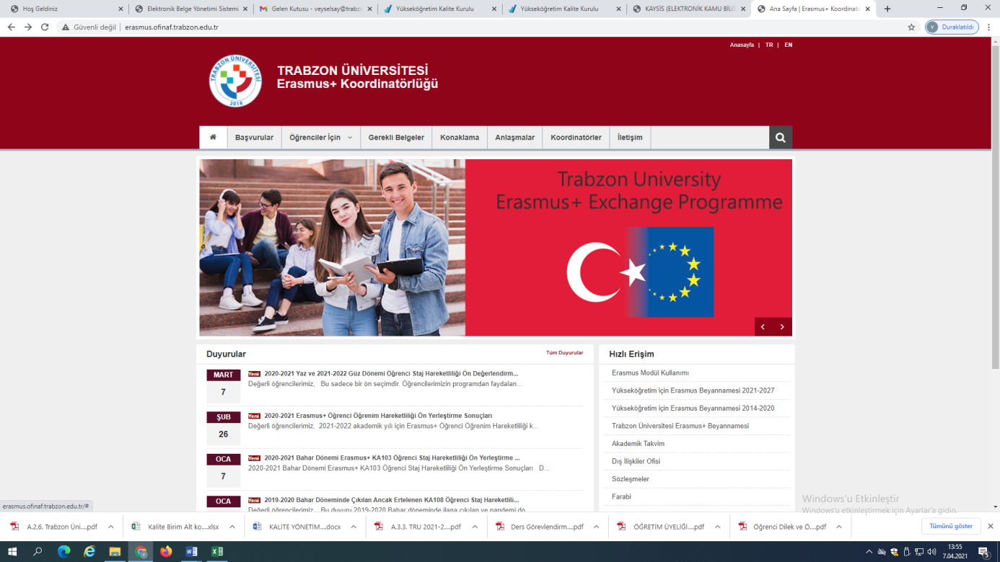 Hoş Geldiniz
Elektronik Belge Yönetimi Sistemi
Gelen Kutusu - veyselsay@trabzo
Yükseköğretim Kalite Kurulu
Yükseköğretim Kalite Kurulu
KAYSİS (ELEKTRONİK KAMU BİLG
Ana Sayfa | Erasmus+ Koordinatö
Güvenli değil
erasmus.ofinaf.trabzon.edu.tr
V Duraklatıldı
Anasayfa | TR | EN
TRABZON ÜNİVERSİTESİ
2018
TRABZON ÜNİVERSİTESİ
Erasmus+ Koordinatörlüğü
Başvurular
Öğrenciler İçin
Gerekli Belgeler
Konaklama
Anlaşmalar
Koordinatörler
İletişim
Trabzon University
Erasmus+ Exchange Programme
Duyurular
Tüm Duyurular
MART
7
Yeni 2020-2021 Yaz ve 2021-2022 Güz Dönemi Öğrenci Staj Hareketliliği Ön Değerlendirm...
Değerli öğrencilerimiz, Bu sadece bir ön seçimdir. Öğrencilerimizin programdan faydalan...
ŞUB
26
Yeni 2020-2021 Erasmus+ Öğrenci Öğrenim Hareketliliği Ön Yerleştirme Sonuçları
Değerli öğrencilerimiz, 2021-2022 akademik yılı için Erasmus+ Öğrenci Öğrenim Hareketliliği k...
OCA
7
Yeni 2020-2021 Bahar Dönemi Erasmus+ KA103 Öğrenci Staj Hareketliliği Ön Yerleştirme ...
2020-2021 Bahar Dönemi Erasmus+ KA103 Öğrenci Staj Hareketliliği Ön Yerleştirme Sonuçları D...
OCA
Yeni 2019-2020 Bahar Döneminde Çıkılan Ancak Ertelenen KA108 Öğrenci Staj Hareketlili...
Değerli öğrencilerimiz, Bu duyuru 2019-2020 Bahar döneminde ilana çıkılan ve pandemi do...
Hızlı Erişim
Erasmus Modül Kullanımı
Yükseköğretim için Erasmus Beyannamesi 2021-2027
Yükseköğretim için Erasmus Beyannamesi 2014-2020
Trabzon Üniversitesi Erasmus+ Beyannamesi
Akademik Takvim
Dış İlişkiler Ofisi
Sözleşmeler
Farabi
Windows'u Etkinleştir
Windows'u etkinleştirmek için Ayarlar'a gidin.
erasmus.ofinaf.trabzon.edu.tr/#
A.2.6. Trabzon Üni....pdf
Kalite Birim Alt ko....xlsx
KALİTE YÖNETİM....docx
A.3.3. TRU 2021-2....pdf
Ders Görevlendirm....pdf
ÖĞRETİM ÜYELİĞİ....pdf
Öğrenci Dilek ve Ö....pdf
Tümünü göster
13:55
7.04.2021
5